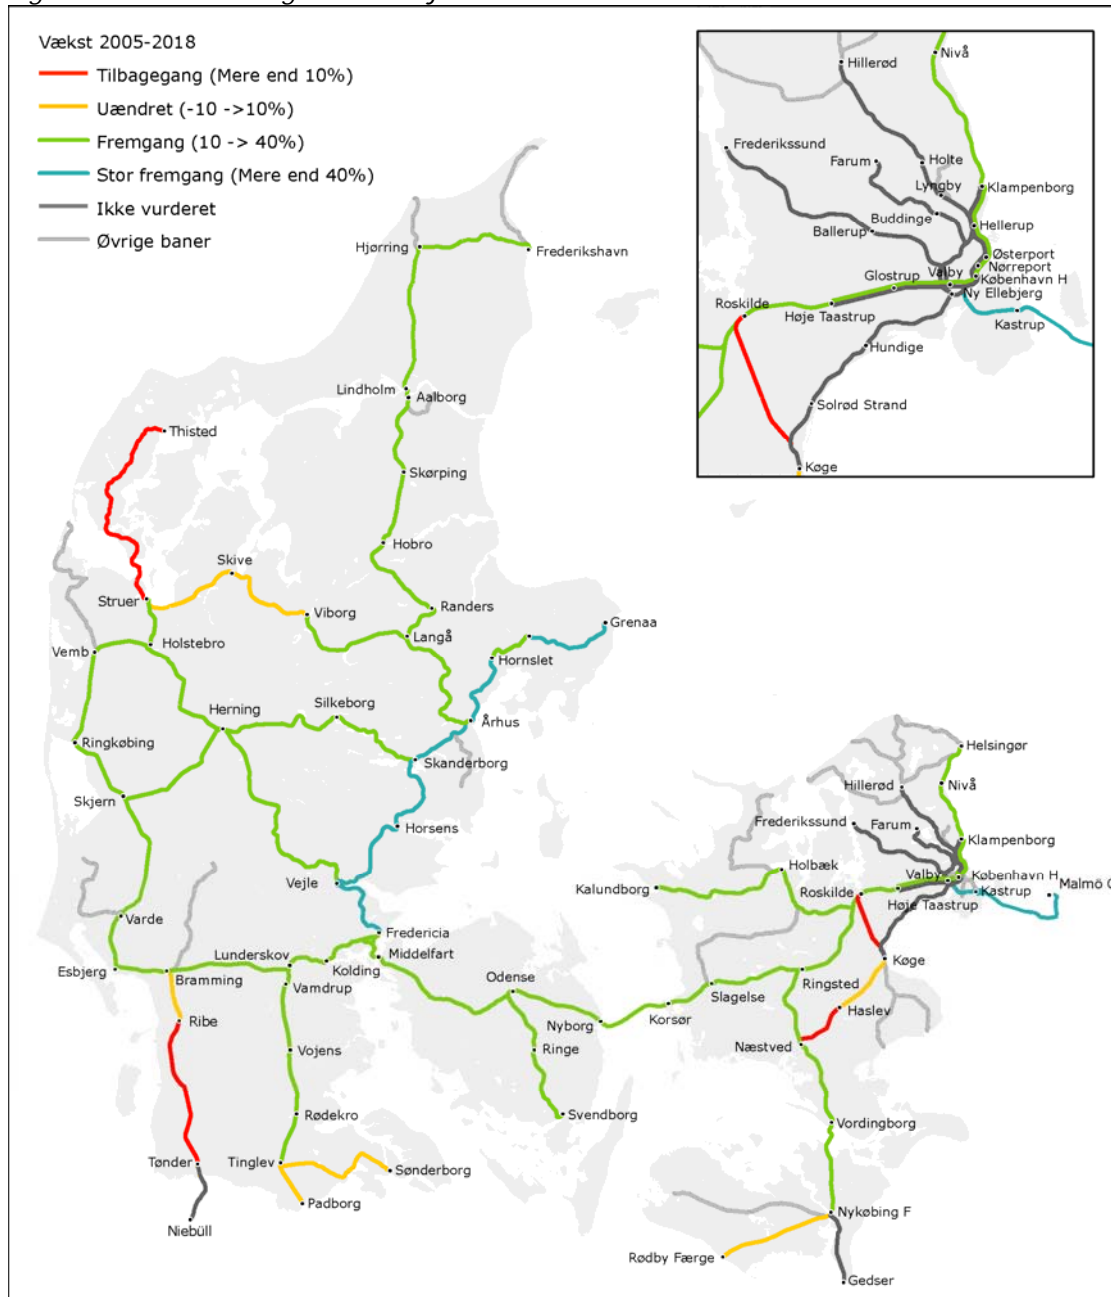 Vækst 2005-2018
Tilbagegang (Mere end 10%)
Uændret (-10 ->10%)
Fremgang (10 -> 40%)
Stor fremgang (Mere end 40%)
Ikke vurderet
Øvrige baner
Nivå
Hillerød
Frederikssund
Farum
Holte
Lyngby
Klampenborg
Buddinge
Ballerup
Hellerup
Østerport
Nørreport
Valby
København H
Glostrup
Ny Ellebjerg
Roskilde
Høje Taastrup
Kastrup
Hundige
Solrød Strand
Køge
Hjørring
Frederikshavn
Lindholm
Aalborg
Thisted
Skørping
Hobro
Skive
Struer
Viborg
Randers
Grenaa
Langå
Holstebro
Vemb
Hornslet
Silkeborg
Herning
Århus
Ringkøbing
Skanderborg
Skjern
Horsens
Vejle
Varde
Fredericia
Middelfart
Lunderskov
Kolding
Esbjerg
Bramming
Vamdrup
Odense
Ribe
Nyborg
Korsør
Vojens
Ringe
Rødekro
Svendborg
Tønder
Tinglev
Sønderborg
Padborg
Niebüll
Helsingør
Hillerød
Nivå
Frederikssund
Farum
Klampenborg
Holbæk
Valby
København H
Kalundborg
Roskilde
Kastrup
Malmö C
Høje Taastrup
Køge
Slagelse
Ringsted
Haslev
Næstved
Vordingborg
Nykøbing F
Rødby Færge
Gedser